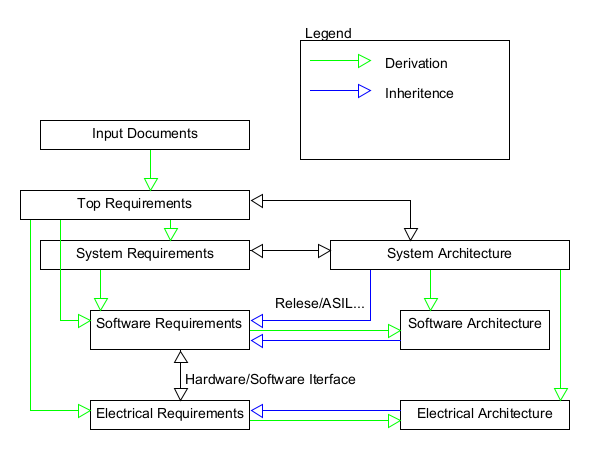 Legend
Derivation
Inheritence
Input Documents
Top Requirements
System Requirements
System Architecture
Relese/ASIL...
Software Requirements
Software Architecture
Hardware/Software Iterface
Electrical Requirements
Electrical Architecture